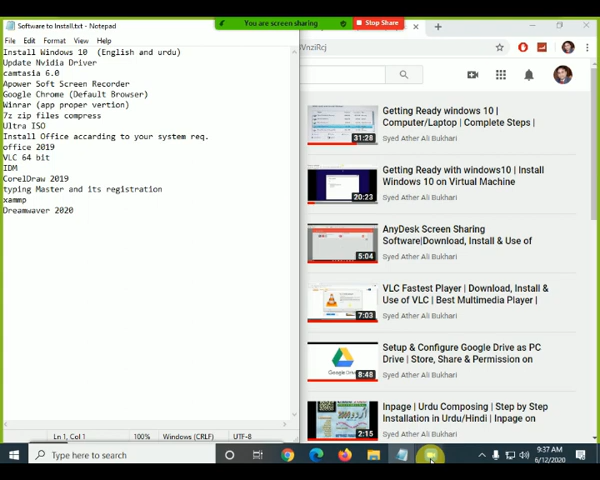 Software to Install.txt - Notepad
You are screen sharing
Stop Share
File Edit Format View Help
VnziRcj
Install Windows 10 (English and urdu)
Update Nvidia Driver
camtasia 6.0
Apower Soft Screen Recorder
Google Chrome (Default Browser)
Winrar (app proper vertion)
7z zip files compress
Ultra ISO
Install Office accarding to your system req.
office 2019
VLC 64 bit
IDM
CorelDraw 2019
typing Master and its registration
xammp
Dreamwaver 2020
Getting Ready windows 10 |
Computer/Laptop | Complete Steps |
Syed Ather Ali Bukhari
31:28
Getting Ready with windows10 | Install
Windows 10 on Virtual Machine
Syed Ather Ali Bukhari
20:23
AnyDesk Screen Sharing
Software|Download, Install & Use of
Syed Ather Ali Bukhari
5:04
VLC Fastest Player | Download, Install &
Use of VLC | Best Multimedia Player |
Syed Ather Ali Bukhari
7:03
Setup & Configure Google Drive as PC
Drive | Store, Share & Permission on
Syed Ather Ali Bukhari
Google
8:48
Inpage | Urdu Composing | Step by Step
Installation in Urdu/Hindi | Inpage on
Syed Ather Ali Bukhari
2:15
Ln 1, Col 1 100% Windows (CRLF) UTF-8
Type here to search
9:37 AM
6/12/2020